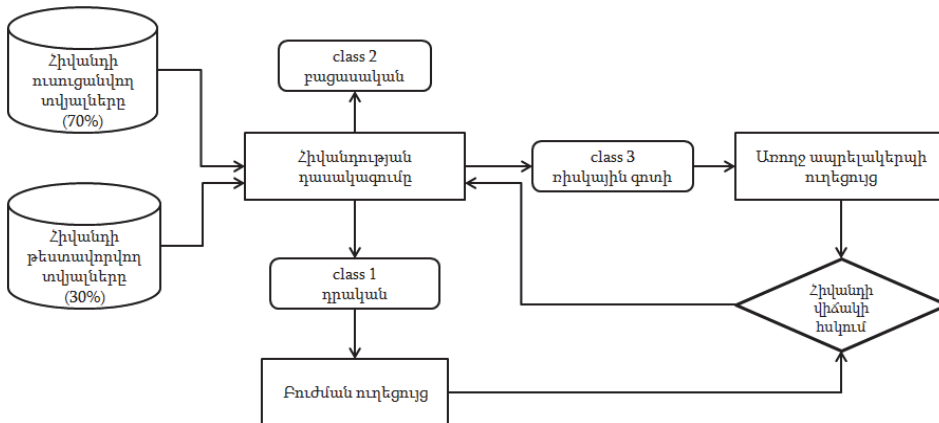 Հիվանդի
ուսուցանվող
տվյալները
(70%)
class 2
բացասական
Հիվանդության
դասակագումը
class 3
ռիսկային գոտի
Առողջ ապրելակերպի
ուղեցույց
Հիվանդի
թեստավորվող
տվյալները
(30%)
class 1
դրական
Հիվանդի
վիճակի
հսկում
Բուժման ուղեցույց